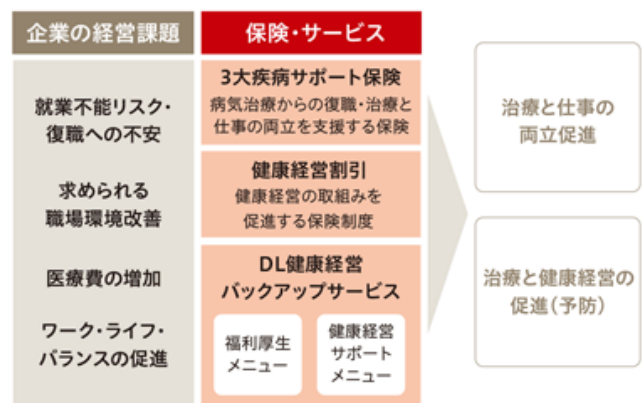 企業の経営課題
就業不能リスク・
復職への不安
求められる
職場環境改善
医療費の増加
ワーク・ライフ・
バランスの促進
保険・サービス
3大疾病サポート保険
病気治療からの復職・治療と
仕事の両立を支援する保険
健康経営割引
健康経営の取組みを
促進する保険制度
DL健康経営
バックアップサービス
福利厚生
メニュー
健康経営
サポート
メニュー
治療と仕事の
両立促進
治療と健康経営の
促進(予防)